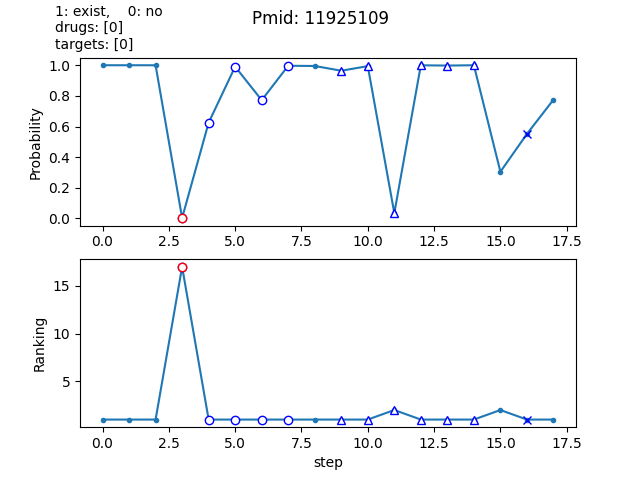 1: exist,    0: no
drugs: [0]
targets: [0]
Pmid: 11925109
1.0
0.8
0.6
0.4
0.2
0.0
Probability
0.0 2.5 5.0 7.5 10.0 12.5 15.0 17.5
15
10
5
Ranking
0.0 2.5 5.0 7.5 10.0 12.5 15.0 17.5
step